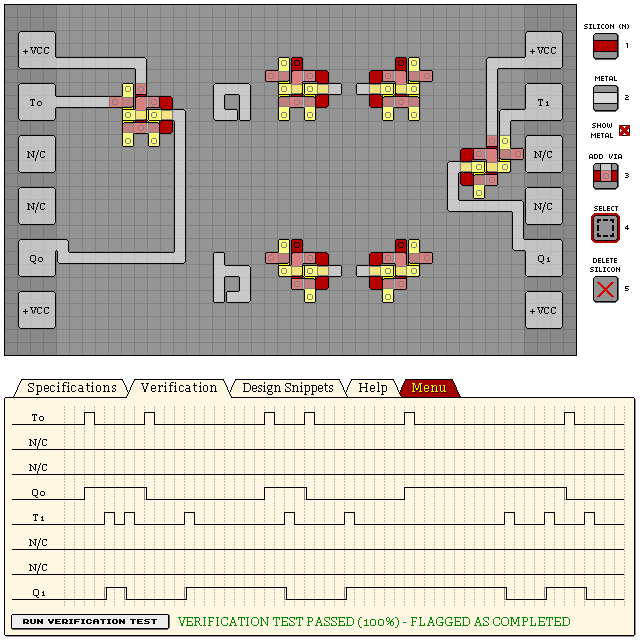 SILICON (N)
1
+VCC
+VCC
METAL
2
To
T1
SHOW
METAL
N/C
N/C
ADD VIA
3
N/C
N/C
SELECT
4
Qo
Q1
DELETE
SILICON
5
+VCC
+VCC
a
b
Specifications
Verification
Design Snippets
Help
Menu
To
N/C
N/C
Qo
T1
N/C
N/C
Q1
RUN VERIFICATION TEST
VERIFICATION TEST PASSED (100%) - FLAGGED AS COMPLETED